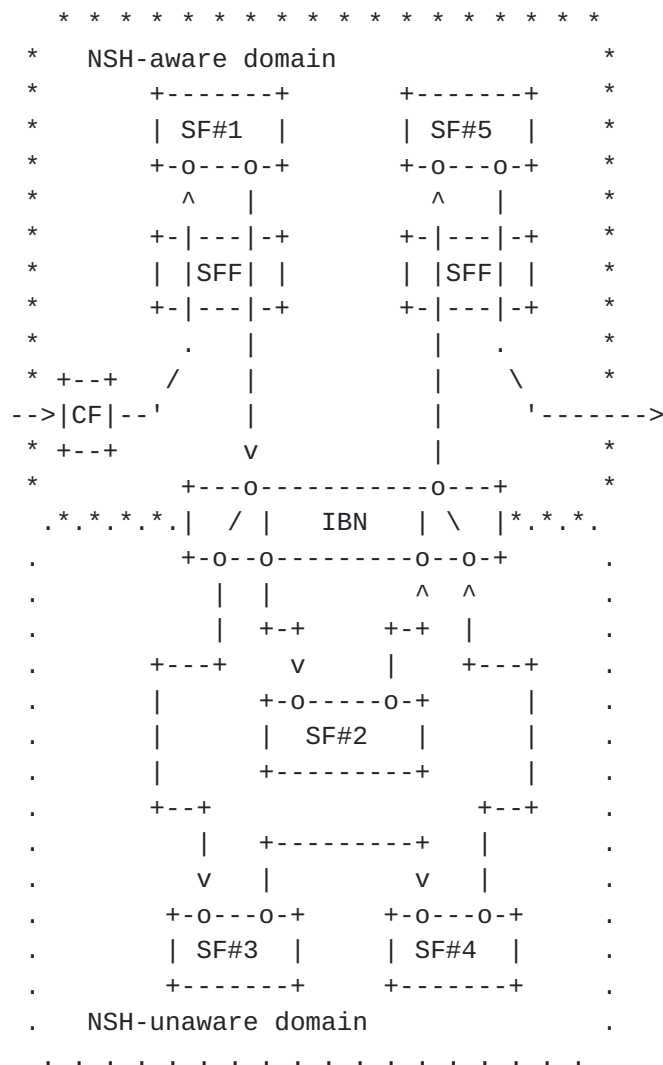 NSH-aware domain
SF#1 SF#5
SFF SFF
CF
IBN
SF#2
SF#3 SF#4
NSH-unaware domain